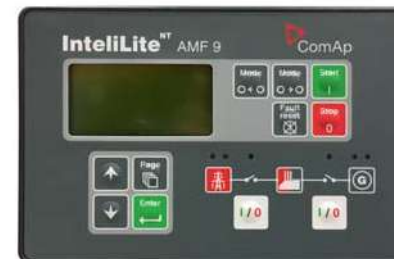 InteliLite NT AMF 9
ComAp
Mode
Mode
Start
I
Fault reset
Stop
0
Page
Enter
G
I/0
I/0